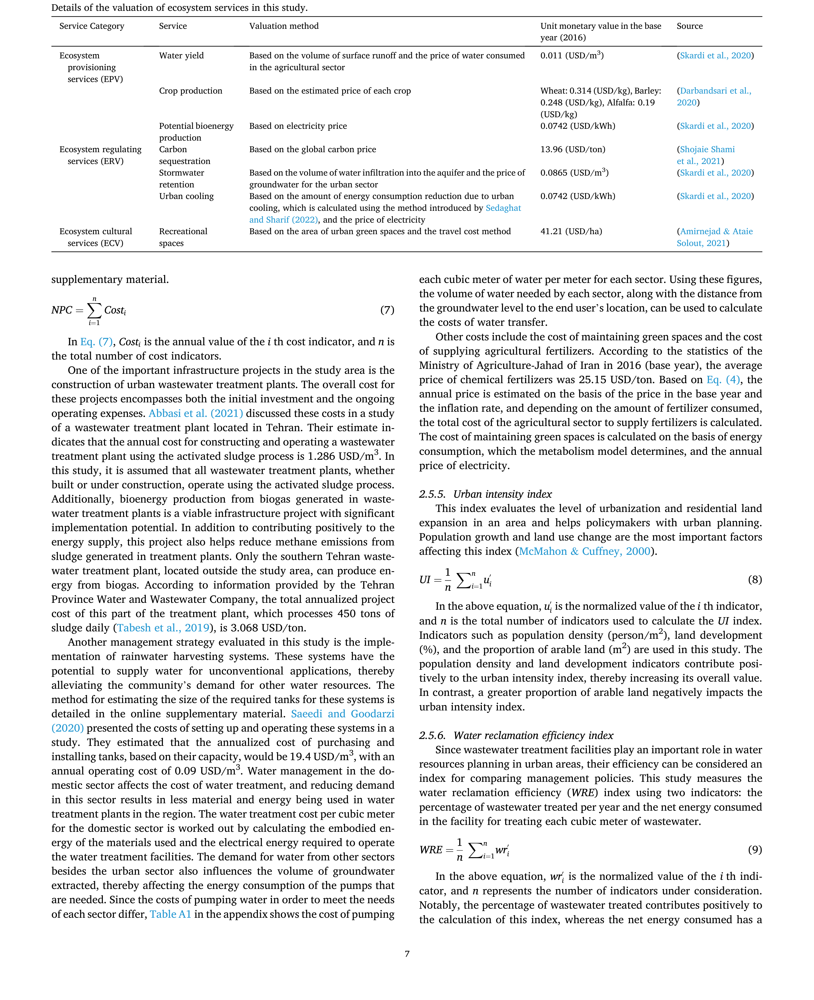 Details of the valuation of ecosystem services in this study.
Service Category Service Valuation method Unit monetary value in the base
year (2016) Source
Ecosystem
provisioning
services (EPV)
Water yield
Based on the volume of surface runoff and the price of water consumed
in the agricultural sector
0.011 (USD/m³)
(Skardi et al., 2020)
Crop production
Based on the estimated price of each crop
Wheat: 0.314 (USD/kg), Barley:
0.248 (USD/kg), Alfalfa: 0.19
(USD/kg)
(Darbandsari et al.,
2020)
Potential bioenergy
production
Based on electricity price
0.0742 (USD/kWh)
(Skardi et al., 2020)
Ecosystem regulating
services (ERV)
Carbon
sequestration
Based on the global carbon price
13.96 (USD/ton)
(Shojaie Shami
et al., 2021)
Stormwater
retention
Based on the volume of water infiltration into the aquifer and the price of
groundwater for the urban sector
0.0865 (USD/m³)
(Skardi et al., 2020)
Urban cooling
Based on the amount of energy consumption reduction due to urban
cooling, which is calculated using the method introduced by Sedaghat
and Sharif (2022), and the price of electricity
0.0742 (USD/kWh)
(Skardi et al., 2020)
Ecosystem cultural
services (ECV)
Recreational
spaces
Based on the area of urban green spaces and the travel cost method
41.21 (USD/ha)
(Amirnejad & Ataie
Solout, 2021)
supplementary material.
NPC = ∑ⁿᵢ₌₁ Costᵢ (7)
In Eq. (7), Costᵢ is the annual value of the i th cost indicator, and n is
the total number of cost indicators.
One of the important infrastructure projects in the study area is the
construction of urban wastewater treatment plants. The overall cost for
these projects encompasses both the initial investment and the ongoing
operating expenses. Abbasi et al. (2021) discussed these costs in a study
of a wastewater treatment plant located in Tehran. Their estimate in-
dicates that the annual cost for constructing and operating a wastewater
treatment plant using the activated sludge process is 1.286 USD/m³. In
this study, it is assumed that all wastewater treatment plants, whether
built or under construction, operate using the activated sludge process.
Additionally, bioenergy production from biogas generated in waste-
water treatment plants is a viable infrastructure project with significant
implementation potential. In addition to contributing positively to the
energy supply, this project also helps reduce methane emissions from
sludge generated in treatment plants. Only the southern Tehran waste-
water treatment plant, located outside the study area, can produce en-
ergy from biogas. According to information provided by the Tehran
Province Water and Wastewater Company, the total annualized project
cost of this part of the treatment plant, which processes 450 tons of
sludge daily (Tabesh et al., 2019), is 3.068 USD/ton.
Another management strategy evaluated in this study is the imple-
mentation of rainwater harvesting systems. These systems have the
potential to supply water for unconventional applications, thereby
alleviating the community's demand for other water resources. The
method for estimating the size of the required tanks for these systems is
detailed in the online supplementary material. Saeedi and Goodarzi
(2020) presented the costs of setting up and operating these systems in a
study. They estimated that the annualized cost of purchasing and
installing tanks, based on their capacity, would be 19.4 USD/m³, with an
annual operating cost of 0.09 USD/m³. Water management in the do-
mestic sector affects the cost of water treatment, and reducing demand
in this sector results in less material and energy being used in water
treatment plants in the region. The water treatment cost per cubic meter
for the domestic sector is worked out by calculating the embodied en-
ergy of the materials used and the electrical energy required to operate
the water treatment facilities. The demand for water from other sectors
besides the urban sector also influences the volume of groundwater
extracted, thereby affecting the energy consumption of the pumps that
are needed. Since the costs of pumping water in order to meet the needs
of each sector differ, Table A1 in the appendix shows the cost of pumping
each cubic meter of water per meter for each sector. Using these figures,
the volume of water needed by each sector, along with the distance from
the groundwater level to the end user's location, can be used to calculate
the costs of water transfer.
Other costs include the cost of maintaining green spaces and the cost
of supplying agricultural fertilizers. According to the statistics of the
Ministry of Agriculture-Jahad of Iran in 2016 (base year), the average
price of chemical fertilizers was 25.15 USD/ton. Based on Eq. (4), the
annual price is estimated on the basis of the price in the base year and
the inflation rate, and depending on the amount of fertilizer consumed,
the total cost of the agricultural sector to supply fertilizers is calculated.
The cost of maintaining green spaces is calculated on the basis of energy
consumption, which the metabolism model determines, and the annual
price of electricity.
2.5.5. Urban intensity index
This index evaluates the level of urbanization and residential land
expansion in an area and helps policymakers with urban planning.
Population growth and land use change are the most important factors
affecting this index (McMahon & Cuffney, 2000).
UI = 1/n ∑ⁿᵢ₌₁ u′ᵢ (8)
In the above equation, u′ᵢ is the normalized value of the i th indicator,
and n is the total number of indicators used to calculate the UI index.
Indicators such as population density (person/m²), land development
(%), and the proportion of arable land (m²) are used in this study. The
population density and land development indicators contribute posi-
tively to the urban intensity index, thereby increasing its overall value.
In contrast, a greater proportion of arable land negatively impacts the
urban intensity index.
2.5.6. Water reclamation efficiency index
Since wastewater treatment facilities play an important role in water
resources planning in urban areas, their efficiency can be considered an
index for comparing management policies. This study measures the
water reclamation efficiency (WRE) index using two indicators: the
percentage of wastewater treated per year and the net energy consumed
in the facility for treating each cubic meter of wastewater.
WRE = 1/n ∑ⁿᵢ₌₁ wr′ᵢ (9)
In the above equation, wr′ᵢ is the normalized value of the i th indi-
cator, and n represents the number of indicators under consideration.
Notably, the percentage of wastewater treated contributes positively to
the calculation of this index, whereas the net energy consumed has a
7